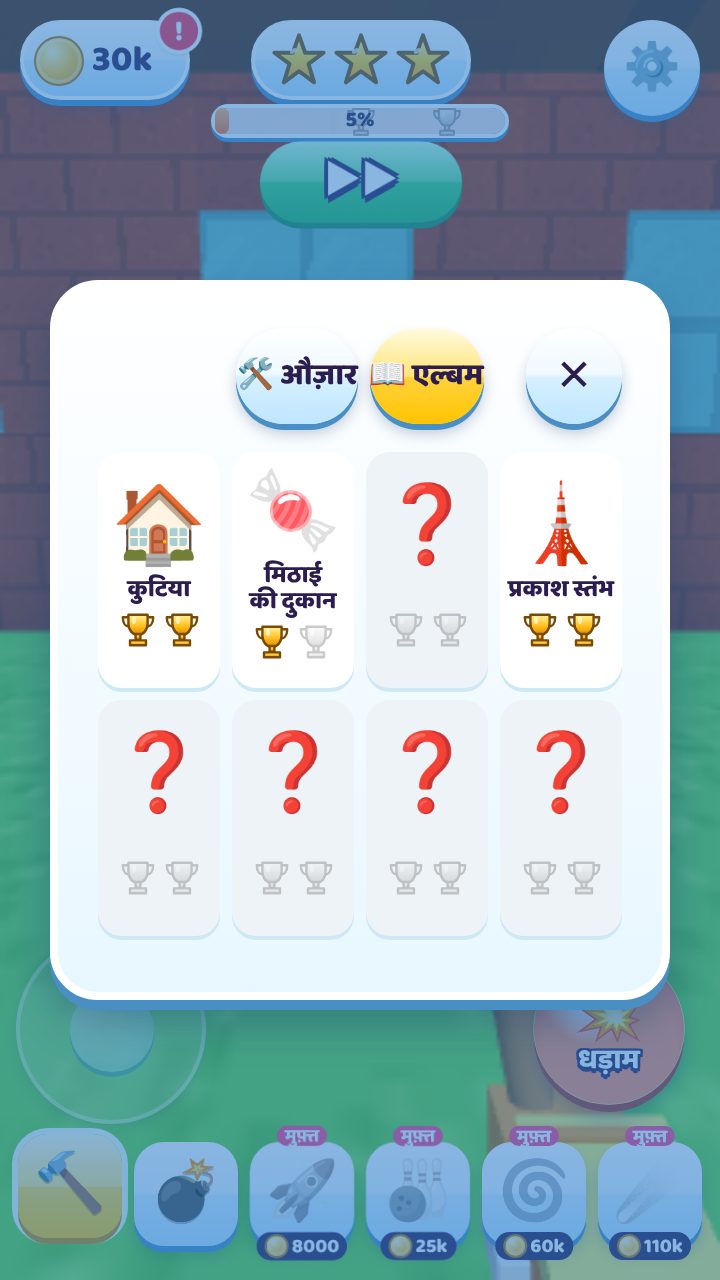 30k
!
5%
🛠️ औज़ार
📖 एल्बम
✕
कुटिया
मिठाई
की दुकान
❓
प्रकाश स्तंभ
❓
❓
❓
❓
धड़ाम
मुफ़्त
मुफ़्त
मुफ़्त
मुफ़्त
8000
25k
60k
110k